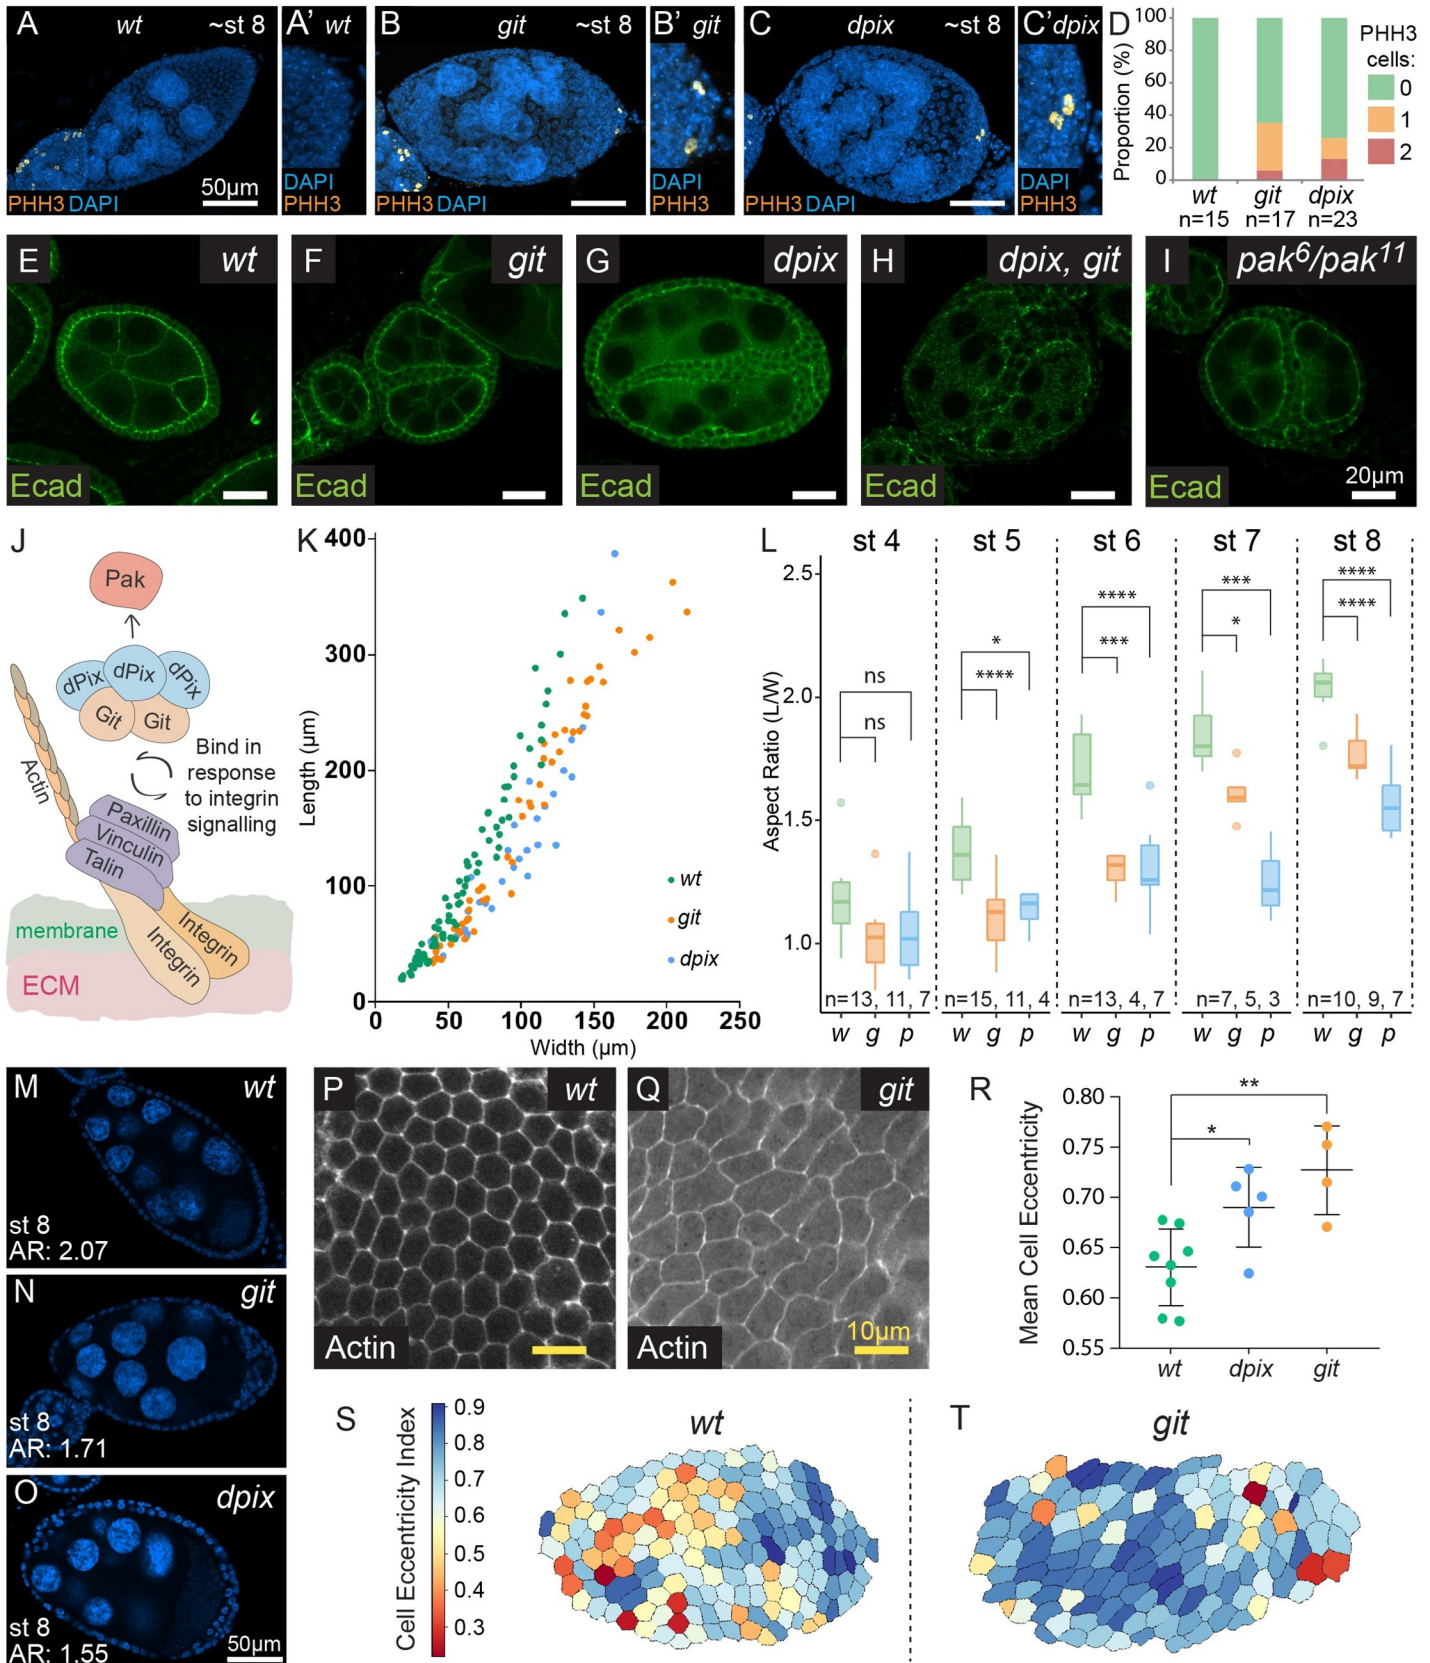 A wt ~st 8
PHH3 DAPI
50µm
A' wt
DAPI
PHH3
B git ~st 8
PHH3 DAPI
B' git
DAPI
PHH3
C dpix ~st 8
PHH3 DAPI
C' dpix
DAPI
PHH3
D
Proportion (%)
100
80
60
40
20
0
wt
n=15
git
n=17
dpix
n=23
PHH3
cells:
0
1
2
E wt
Ecad
F git
Ecad
G dpix
Ecad
H dpix, git
Ecad
I pak6/pak11
Ecad
20µm
J
Pak
dPix
dPix
dPix
Git
Git
Actin
Bind in
response
to integrin
signalling
Paxillin
Vinculin
Talin
membrane
ECM
Integrin
Integrin
K
Length (µm)
400
300
200
100
0
0 50 100 150 200 250
Width (µm)
wt
git
dpix
L
Aspect Ratio (L/W)
2.5
2.0
1.5
1.0
st 4
ns
ns
n=13, 11, 7
w g p
st 5
*
****
n=15, 11, 4
w g p
st 6
****
***
n=13, 4, 7
w g p
st 7
***
*
n=7, 5, 3
w g p
st 8
****
****
n=10, 9, 7
w g p
M wt
st 8
AR: 2.07
N git
st 8
AR: 1.71
O dpix
st 8
AR: 1.55
50µm
P wt
Actin
Q git
Actin
10µm
R
Mean Cell Eccentricity
0.80
0.75
0.70
0.65
0.60
0.55
**
*
wt dpix git
S
Cell Eccentricity Index
0.9
0.8
0.7
0.6
0.5
0.4
0.3
wt
T
git